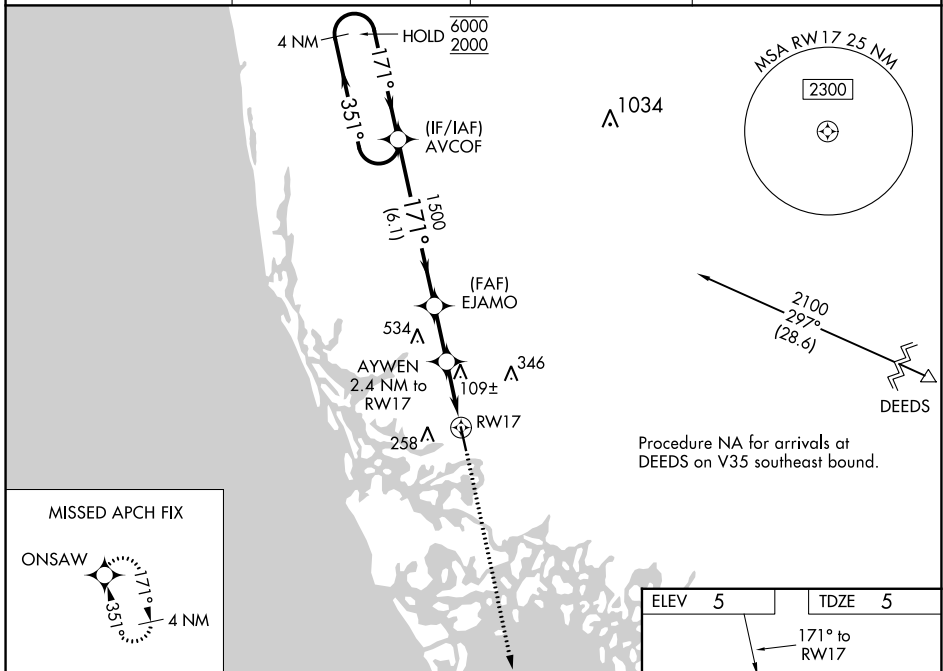 4 NM
HOLD
6000
2000
171°
351°
(IF/IAF)
AVCOF
1034
MSA RW17 25 NM
2300
1500
171°
(6.1)
(FAF)
EJAMO
2100
297°
(28.6)
DEEDS
534
AYWEN
2.4 NM to
RW17
109±
346
RW17
258
Procedure NA for arrivals at
DEEDS on V35 southeast bound.
MISSED APCH FIX
ONSAW
171°
351°
4 NM
ELEV 5
TDZE 5
171° to
RW17